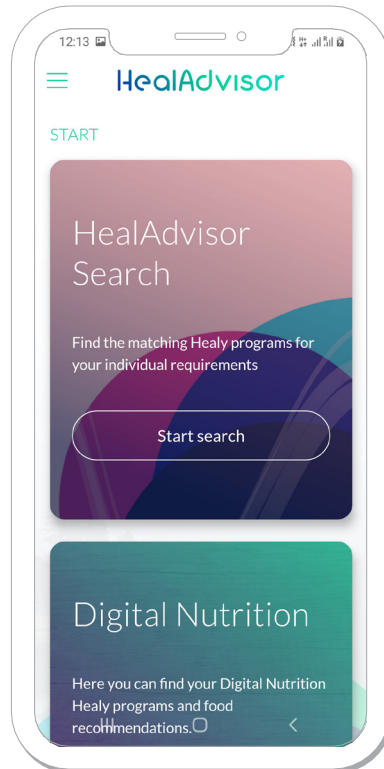 12:13
HealAdvisor
START
HealAdvisor
Search
Find the matching Healy programs for
your individual requirements
Start search
Digital Nutrition
Here you can find your Digital Nutrition
Healy programs and food
recommendations.